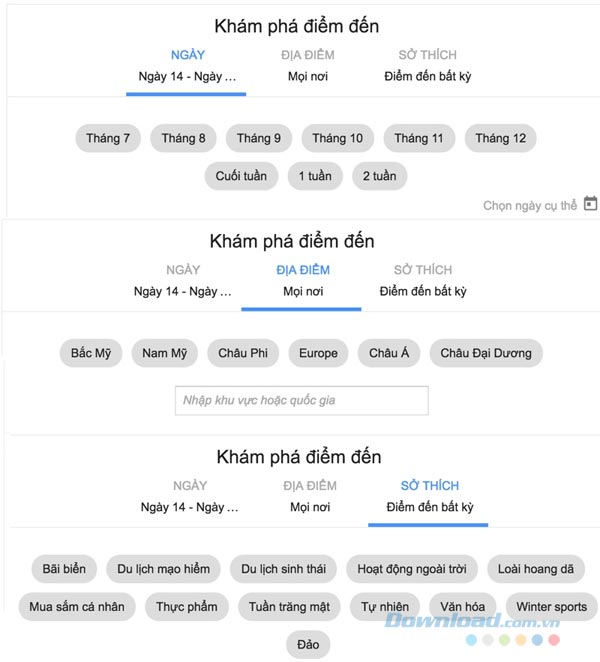 Khám phá điểm đến
NGÀY ĐỊA ĐIỂM SỞ THÍCH
Ngày 14 - Ngày ... Mọi nơi Điểm đến bất kỳ
Tháng 7 Tháng 8 Tháng 9 Tháng 10 Tháng 11 Tháng 12
Cuối tuần 1 tuần 2 tuần
Chọn ngày cụ thể
Khám phá điểm đến
NGÀY ĐỊA ĐIỂM SỞ THÍCH
Ngày 14 - Ngày ... Mọi nơi Điểm đến bất kỳ
Bắc Mỹ Nam Mỹ Châu Phi Europe Châu Á Châu Đại Dương
Nhập khu vực hoặc quốc gia
Khám phá điểm đến
NGÀY ĐỊA ĐIỂM SỞ THÍCH
Ngày 14 - Ngày ... Mọi nơi Điểm đến bất kỳ
Bãi biển Du lịch mạo hiểm Du lịch sinh thái Hoạt động ngoài trời Loài hoang dã
Mua sắm cá nhân Thực phẩm Tuần trăng mật Tự nhiên Văn hóa Winter sports
Download.com.vn
Đảo